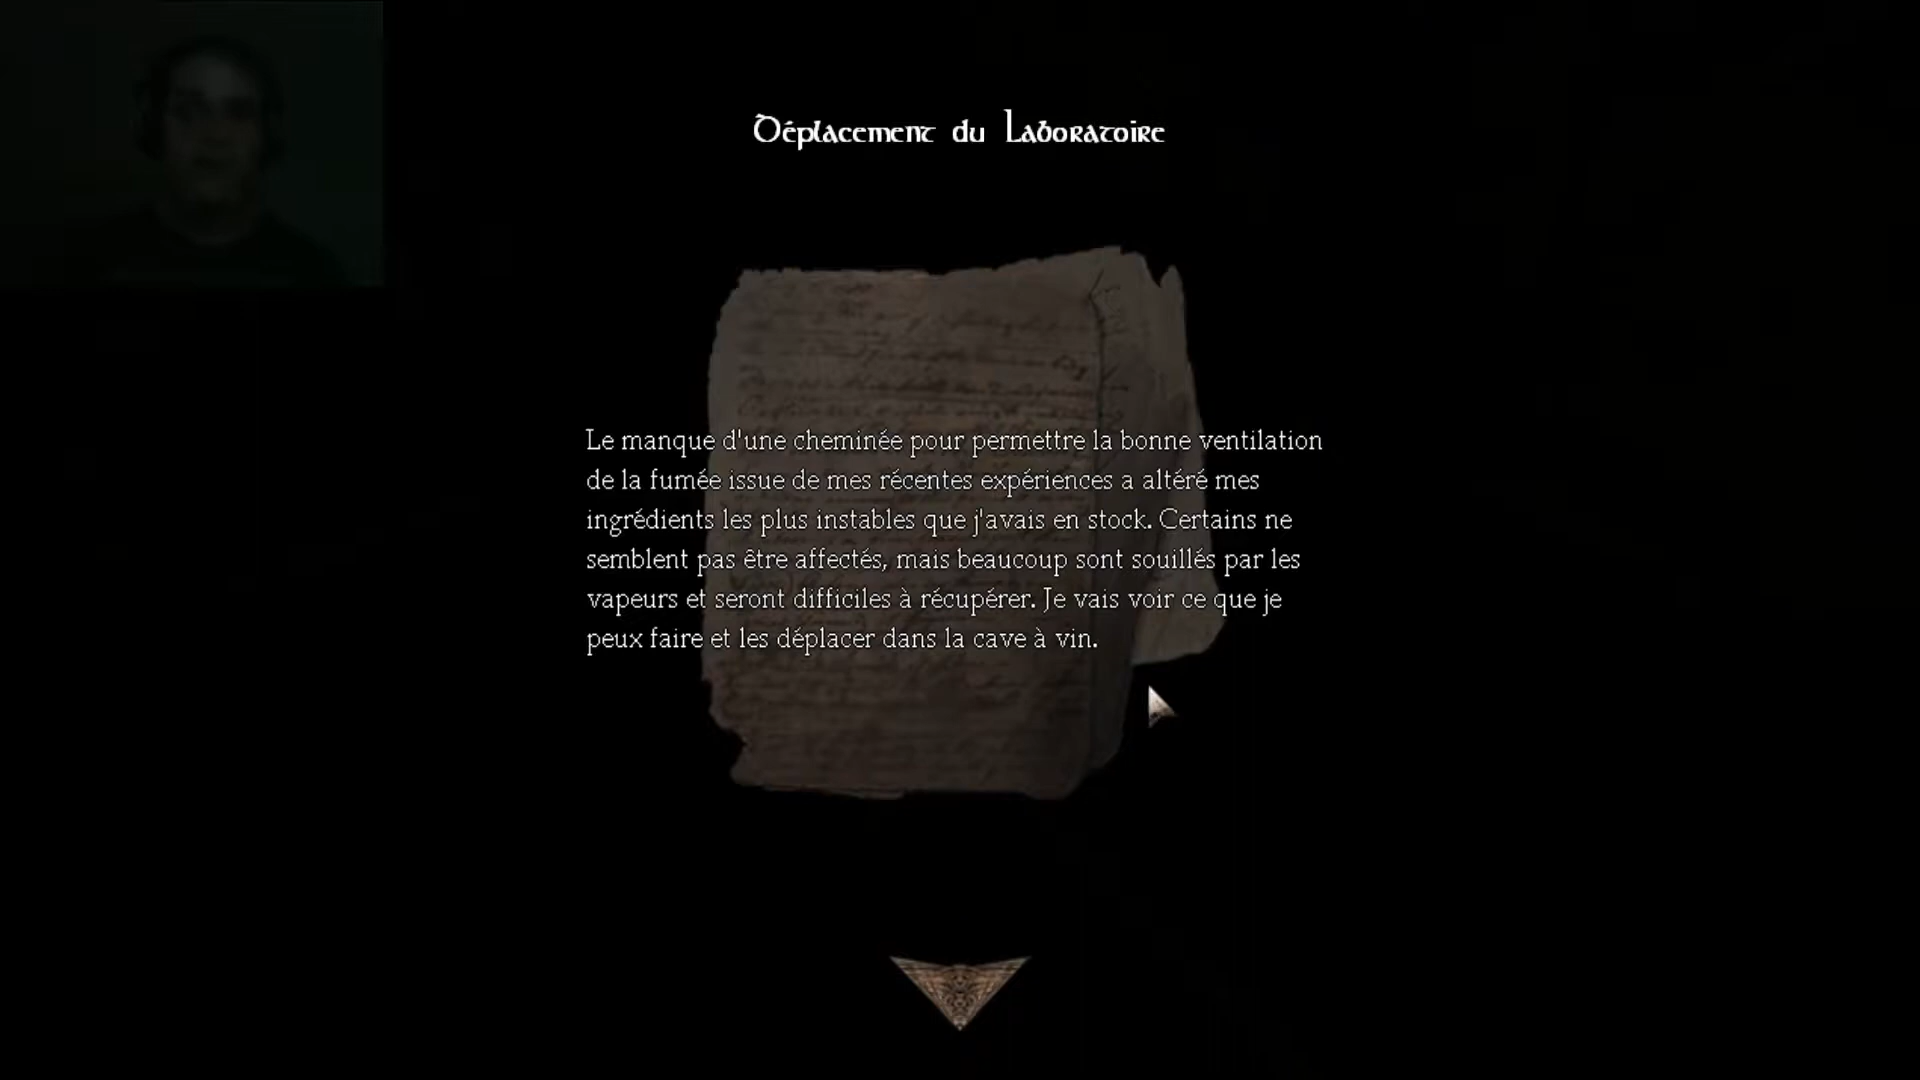 Déplacement du Laboratoire
Le manque d'une cheminée pour permettre la bonne ventilation
de la fumée issue de mes récentes expériences a altéré mes
ingrédients les plus instables que j'avais en stock. Certains ne
semblent pas être affectés, mais beaucoup sont souillés par les
vapeurs et seront difficiles à récupérer. Je vais voir ce que je
peux faire et les déplacer dans la cave à vin.